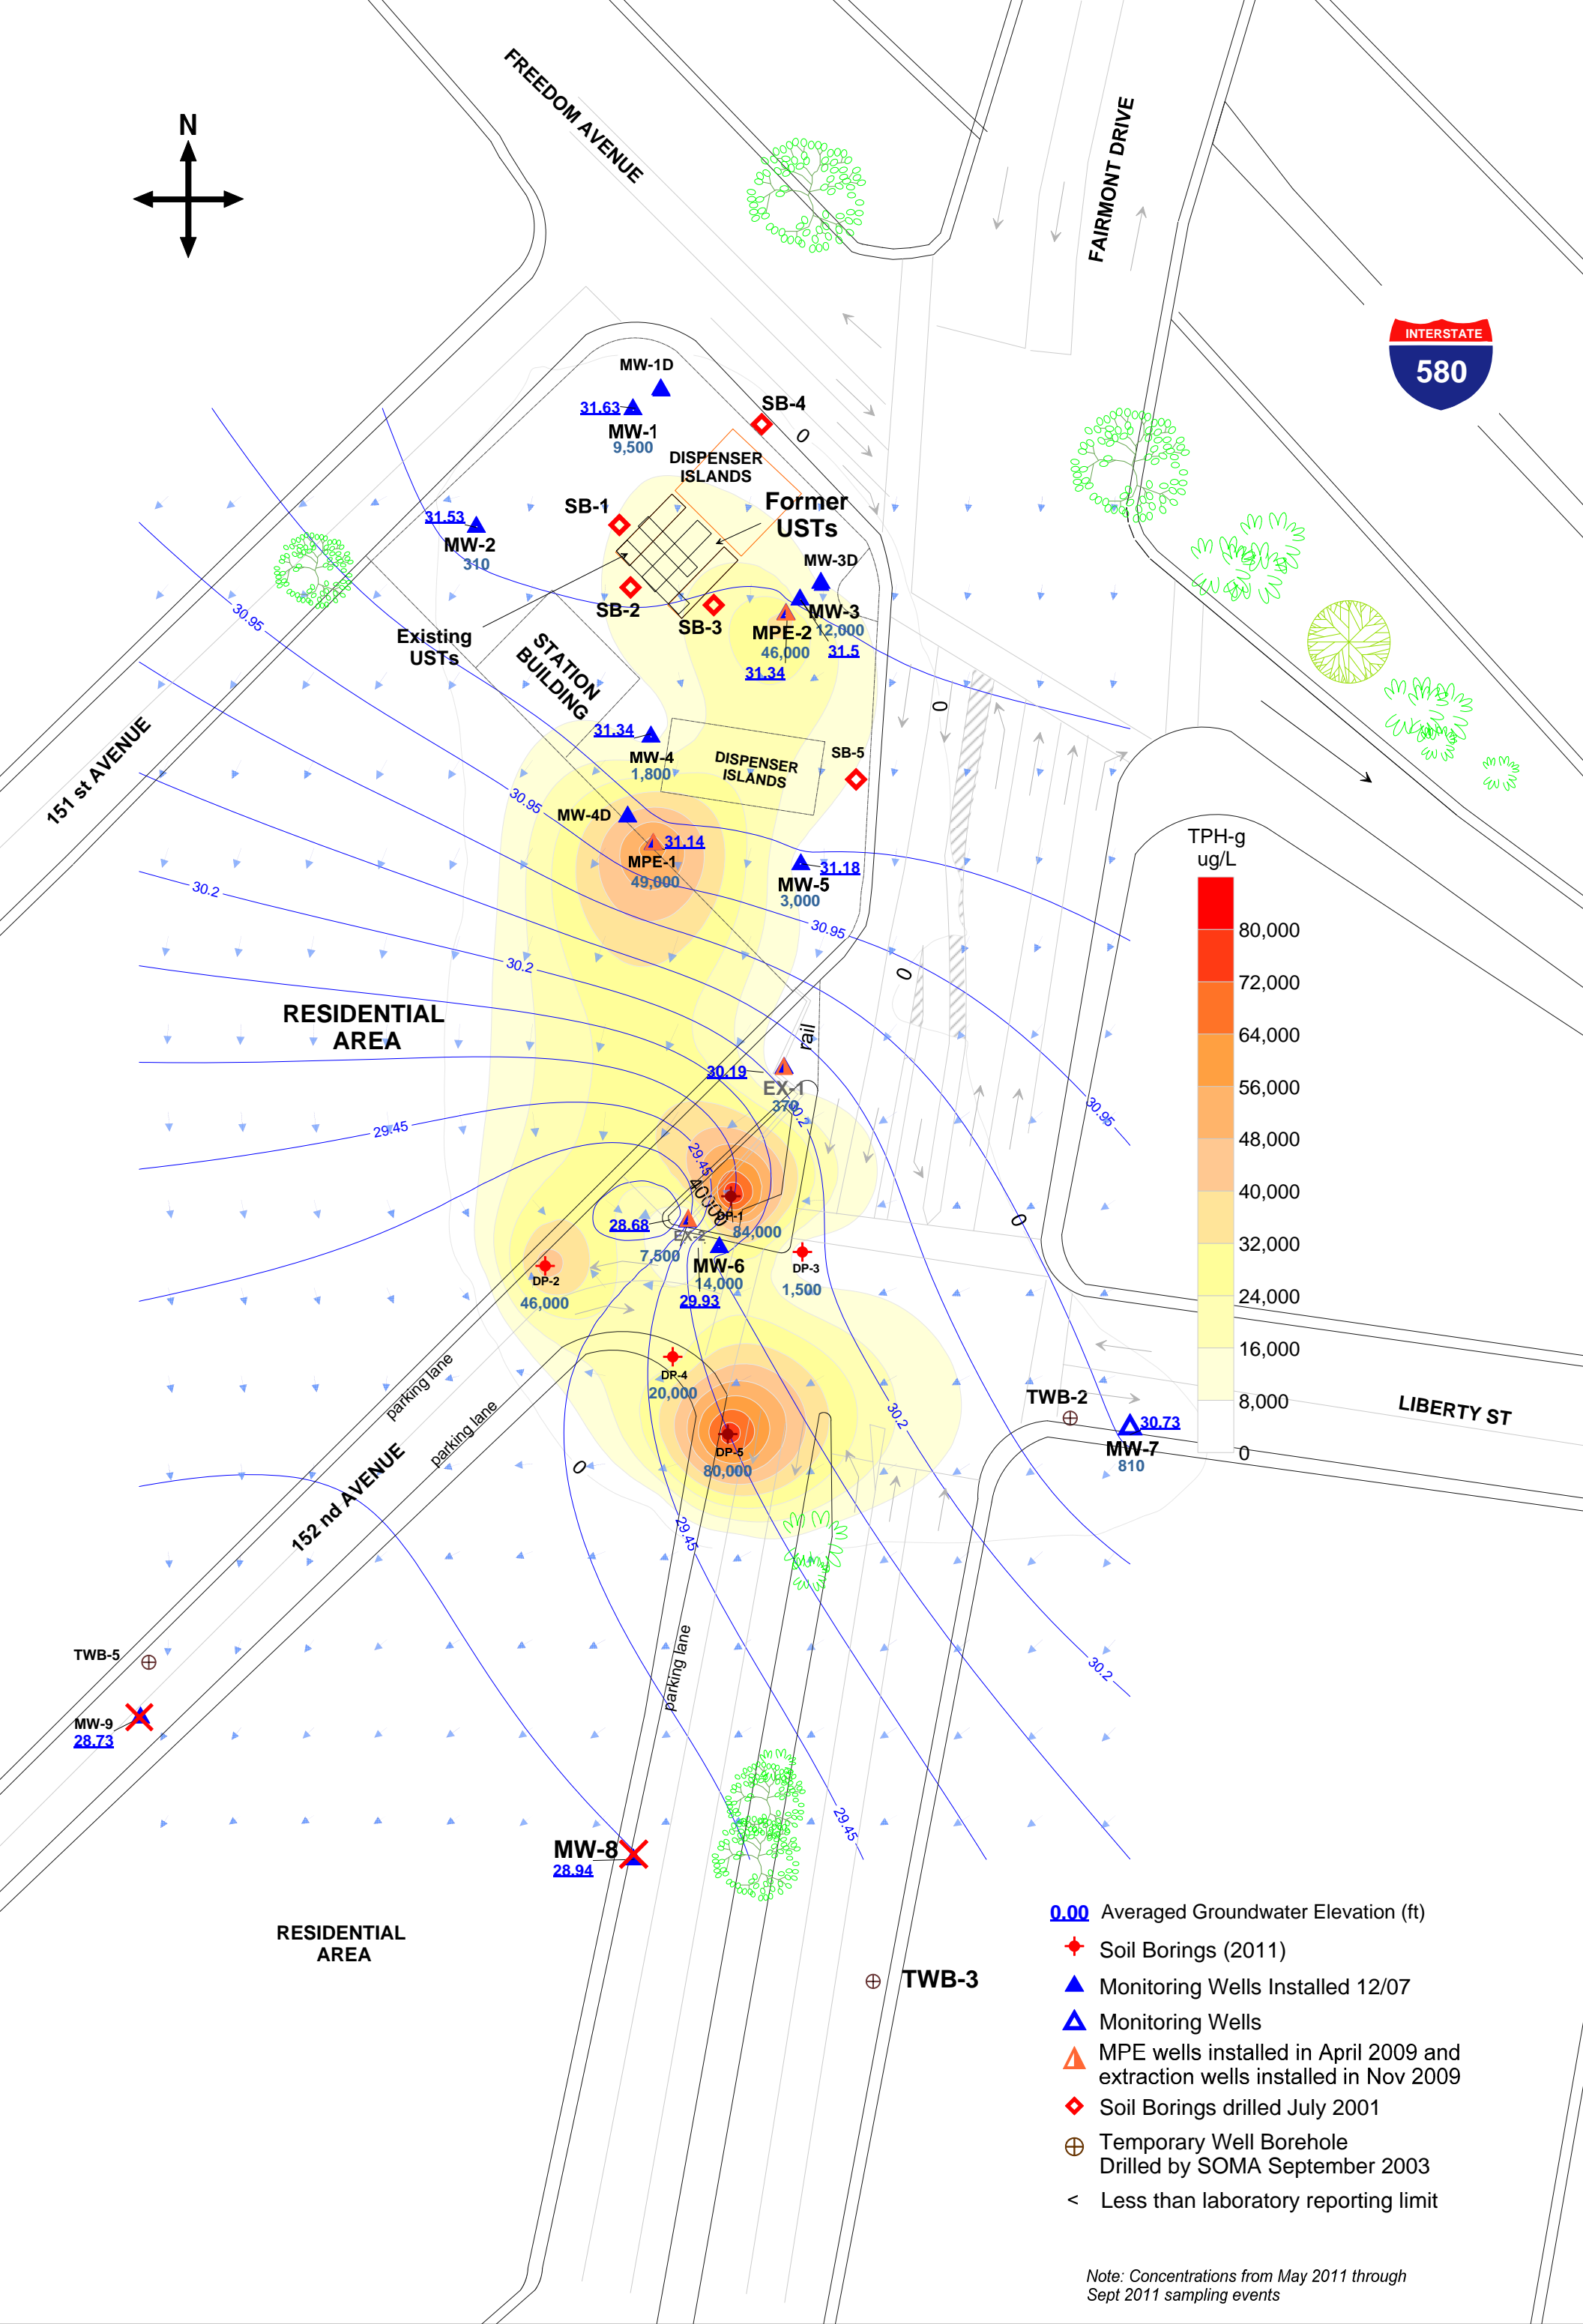 FREEDOM AVENUE
FAIRMONT DRIVE
N
INTERSTATE
580
MW-1D
31.63
MW-1
9,500
SB-4
0
DISPENSER
ISLANDS
SB-1
Former
USTs
31.53
MW-2
310
MW-3D
SB-2
SB-3
MW-3
12,000
MPE-2
46,000
31.5
31.34
30.95
Existing
USTs
STATION
BUILDING
0
31.34
MW-4
1,800
DISPENSER
ISLANDS
SB-5
151 st AVENUE
30.95
MW-4D
31.14
MPE-1
49,000
31.18
MW-5
3,000
30.2
30.95
30.2
0
RESIDENTIAL
AREA
rail
30.19
EX-1
370
30.2
30.95
29.45
29.45
40000
DP-1
84,000
28.68
EX-2
7,500
MW-6
14,000
29.93
DP-3
1,500
0
DP-2
46,000
DP-4
20,000
DP-5
80,000
0
30.2
TWB-2
30.73
MW-7
810
LIBERTY ST
parking lane
parking lane
152 nd AVENUE
29.45
30.2
parking lane
TWB-5
MW-9
28.73
29.45
MW-8
28.94
RESIDENTIAL
AREA
TWB-3
TPH-g
ug/L
80,000
72,000
64,000
56,000
48,000
40,000
32,000
24,000
16,000
8,000
0
0.00 Averaged Groundwater Elevation (ft)
Soil Borings (2011)
Monitoring Wells Installed 12/07
Monitoring Wells
MPE wells installed in April 2009 and
extraction wells installed in Nov 2009
Soil Borings drilled July 2001
Temporary Well Borehole
Drilled by SOMA September 2003
< Less than laboratory reporting limit
Note: Concentrations from May 2011 through
Sept 2011 sampling events